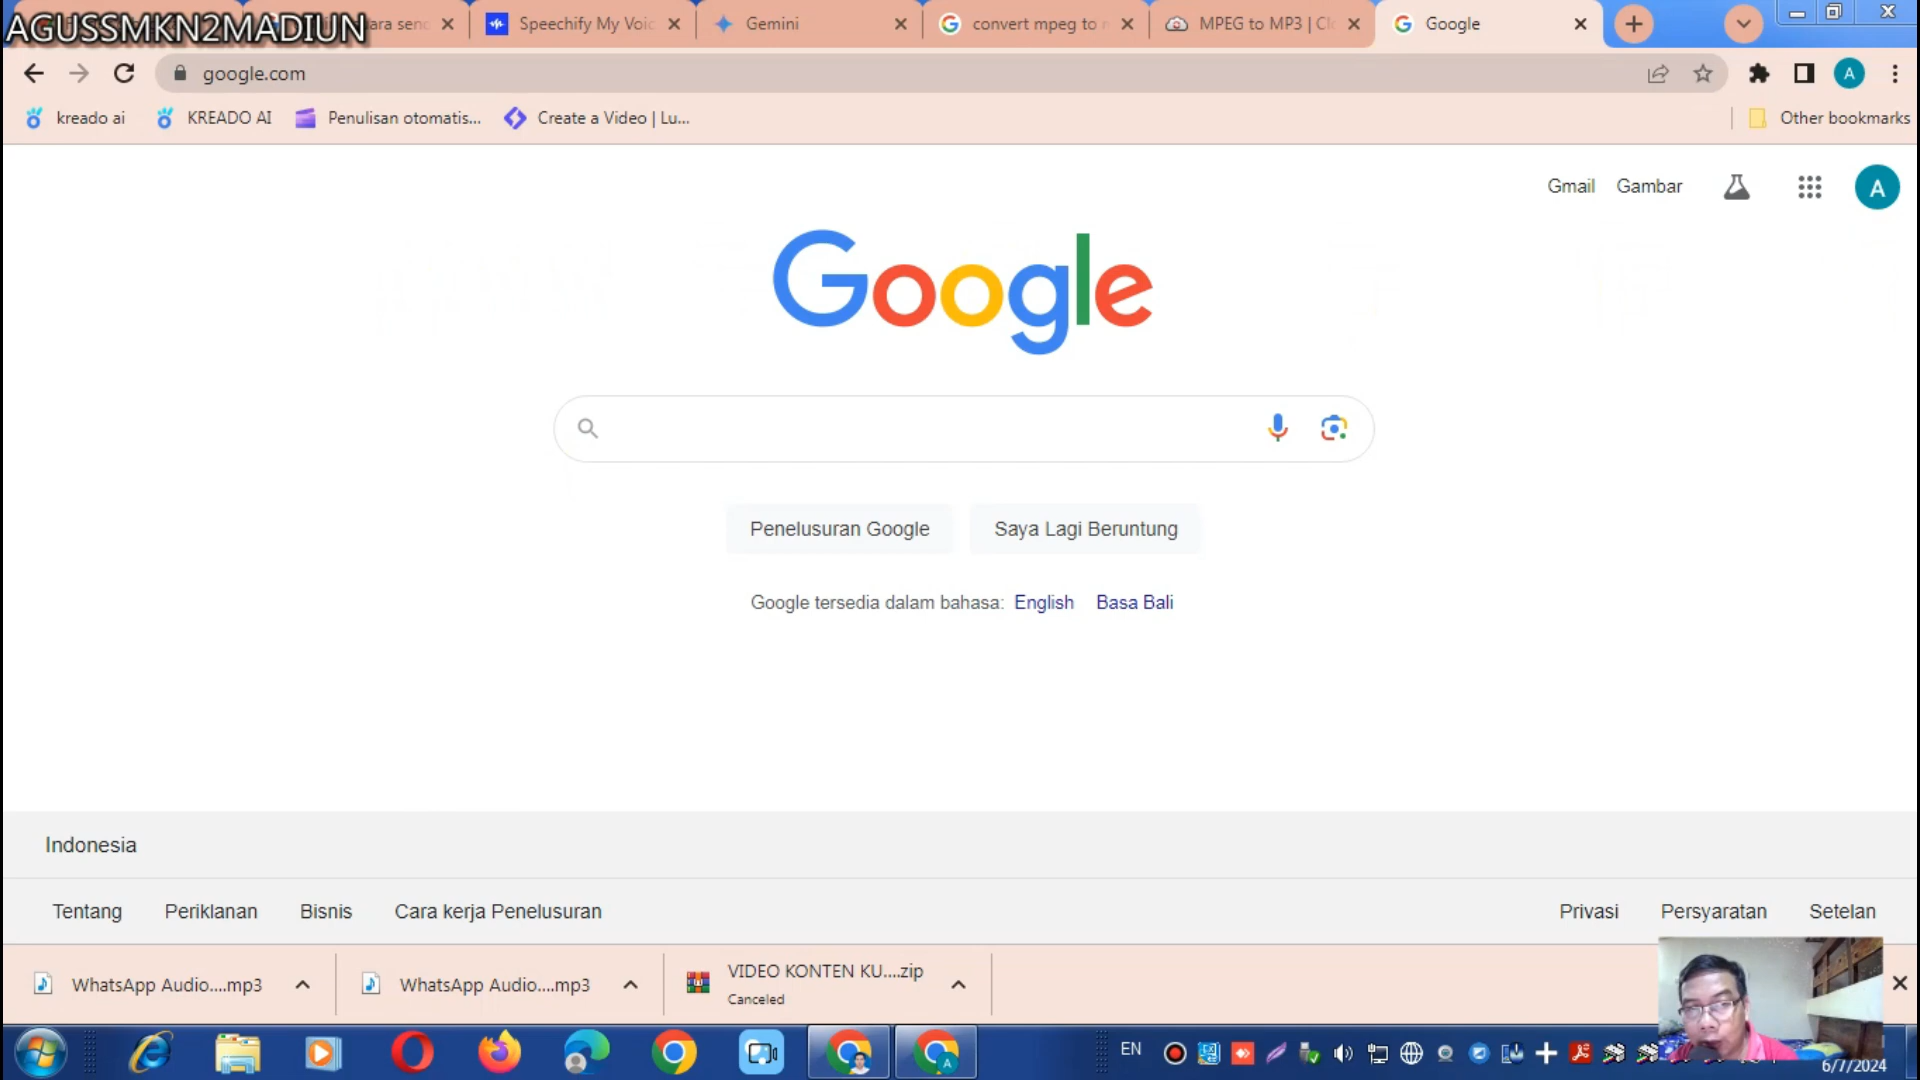 AGUSSMKN2MADIUN
Speechify My Voic
Gemini
convert mpeg to
MPEG to MP3 | Cl
Google
google.com
kreado ai
KREADO AI
Penulisan otomatis...
Create a Video | Lu...
Other bookmarks
Gmail
Gambar
A
Google
Penelusuran Google
Saya Lagi Beruntung
Google tersedia dalam bahasa: English Basa Bali
Indonesia
Tentang
Periklanan
Bisnis
Cara kerja Penelusuran
Privasi
Persyaratan
Setelan
WhatsApp Audio....mp3
WhatsApp Audio....mp3
VIDEO KONTEN KU....zip
Canceled
EN
6/7/2024